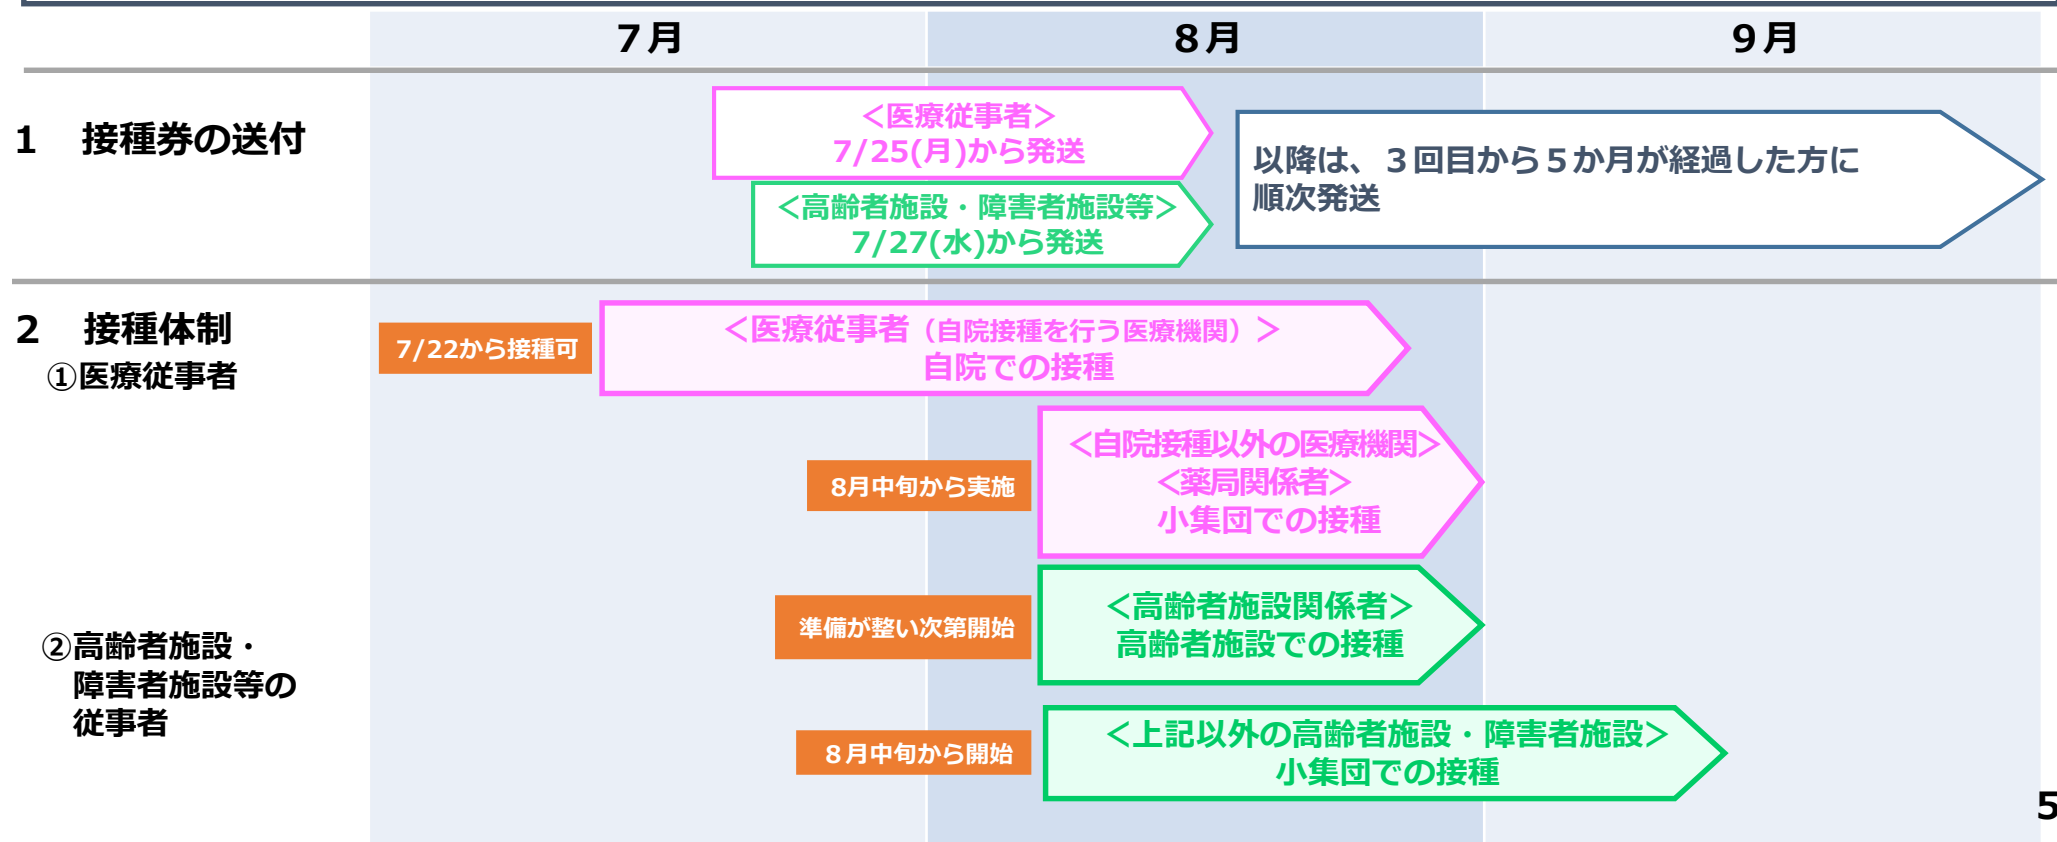 7月
8月
9月
1 接種券の送付
＜医療従事者＞
7/25(月)から発送
＜高齢者施設・障害者施設等＞
7/27(水)から発送
以降は、３回目から５か月が経過した方に
順次発送
2 接種体制
①医療従事者
7/22から接種可
＜医療従事者（自院接種を行う医療機関）＞
自院での接種
8月中旬から実施
＜自院接種以外の医療機関＞
＜薬局関係者＞
小集団での接種
②高齢者施設・
障害者施設等の
従事者
準備が整い次第開始
＜高齢者施設関係者＞
高齢者施設での接種
８月中旬から開始
＜上記以外の高齢者施設・障害者施設＞
小集団での接種
5